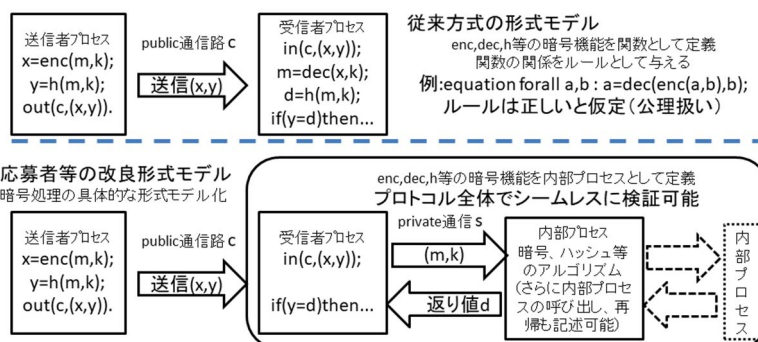 送信者プロセス
x=enc(m,k);
y=h(m,k);
out(c,(x,y)).
public通信路 c
送信(x,y)
受信者プロセス
in(c,(x,y));
m=dec(x,k);
d=h(m,k);
if(y=d)then...
従来方式の形式モデル
enc,dec,h等の暗号機能を関数として定義
関数の関係をルールとして与える
例:equation forall a,b : a=dec(enc(a,b),b);
ルールは正しいと仮定（公理扱い）
応募者等の改良形式モデル
暗号処理の具体的な形式モデル化
送信者プロセス
x=enc(m,k);
y=h(m,k);
out(c,(x,y)).
public通信路 c
送信(x,y)
enc,dec,h等の暗号機能を内部プロセスとして定義
プロトコル全体でシームレスに検証可能
受信者プロセス
in(c,(x,y));
if(y=d)then...
private通信 s
(m,k)
返り値d
内部プロセス
暗号、ハッシュ等
のアルゴリズム
(さらに内部プロセ
スの呼び出し、再
帰も記述可能)
内部プロセス